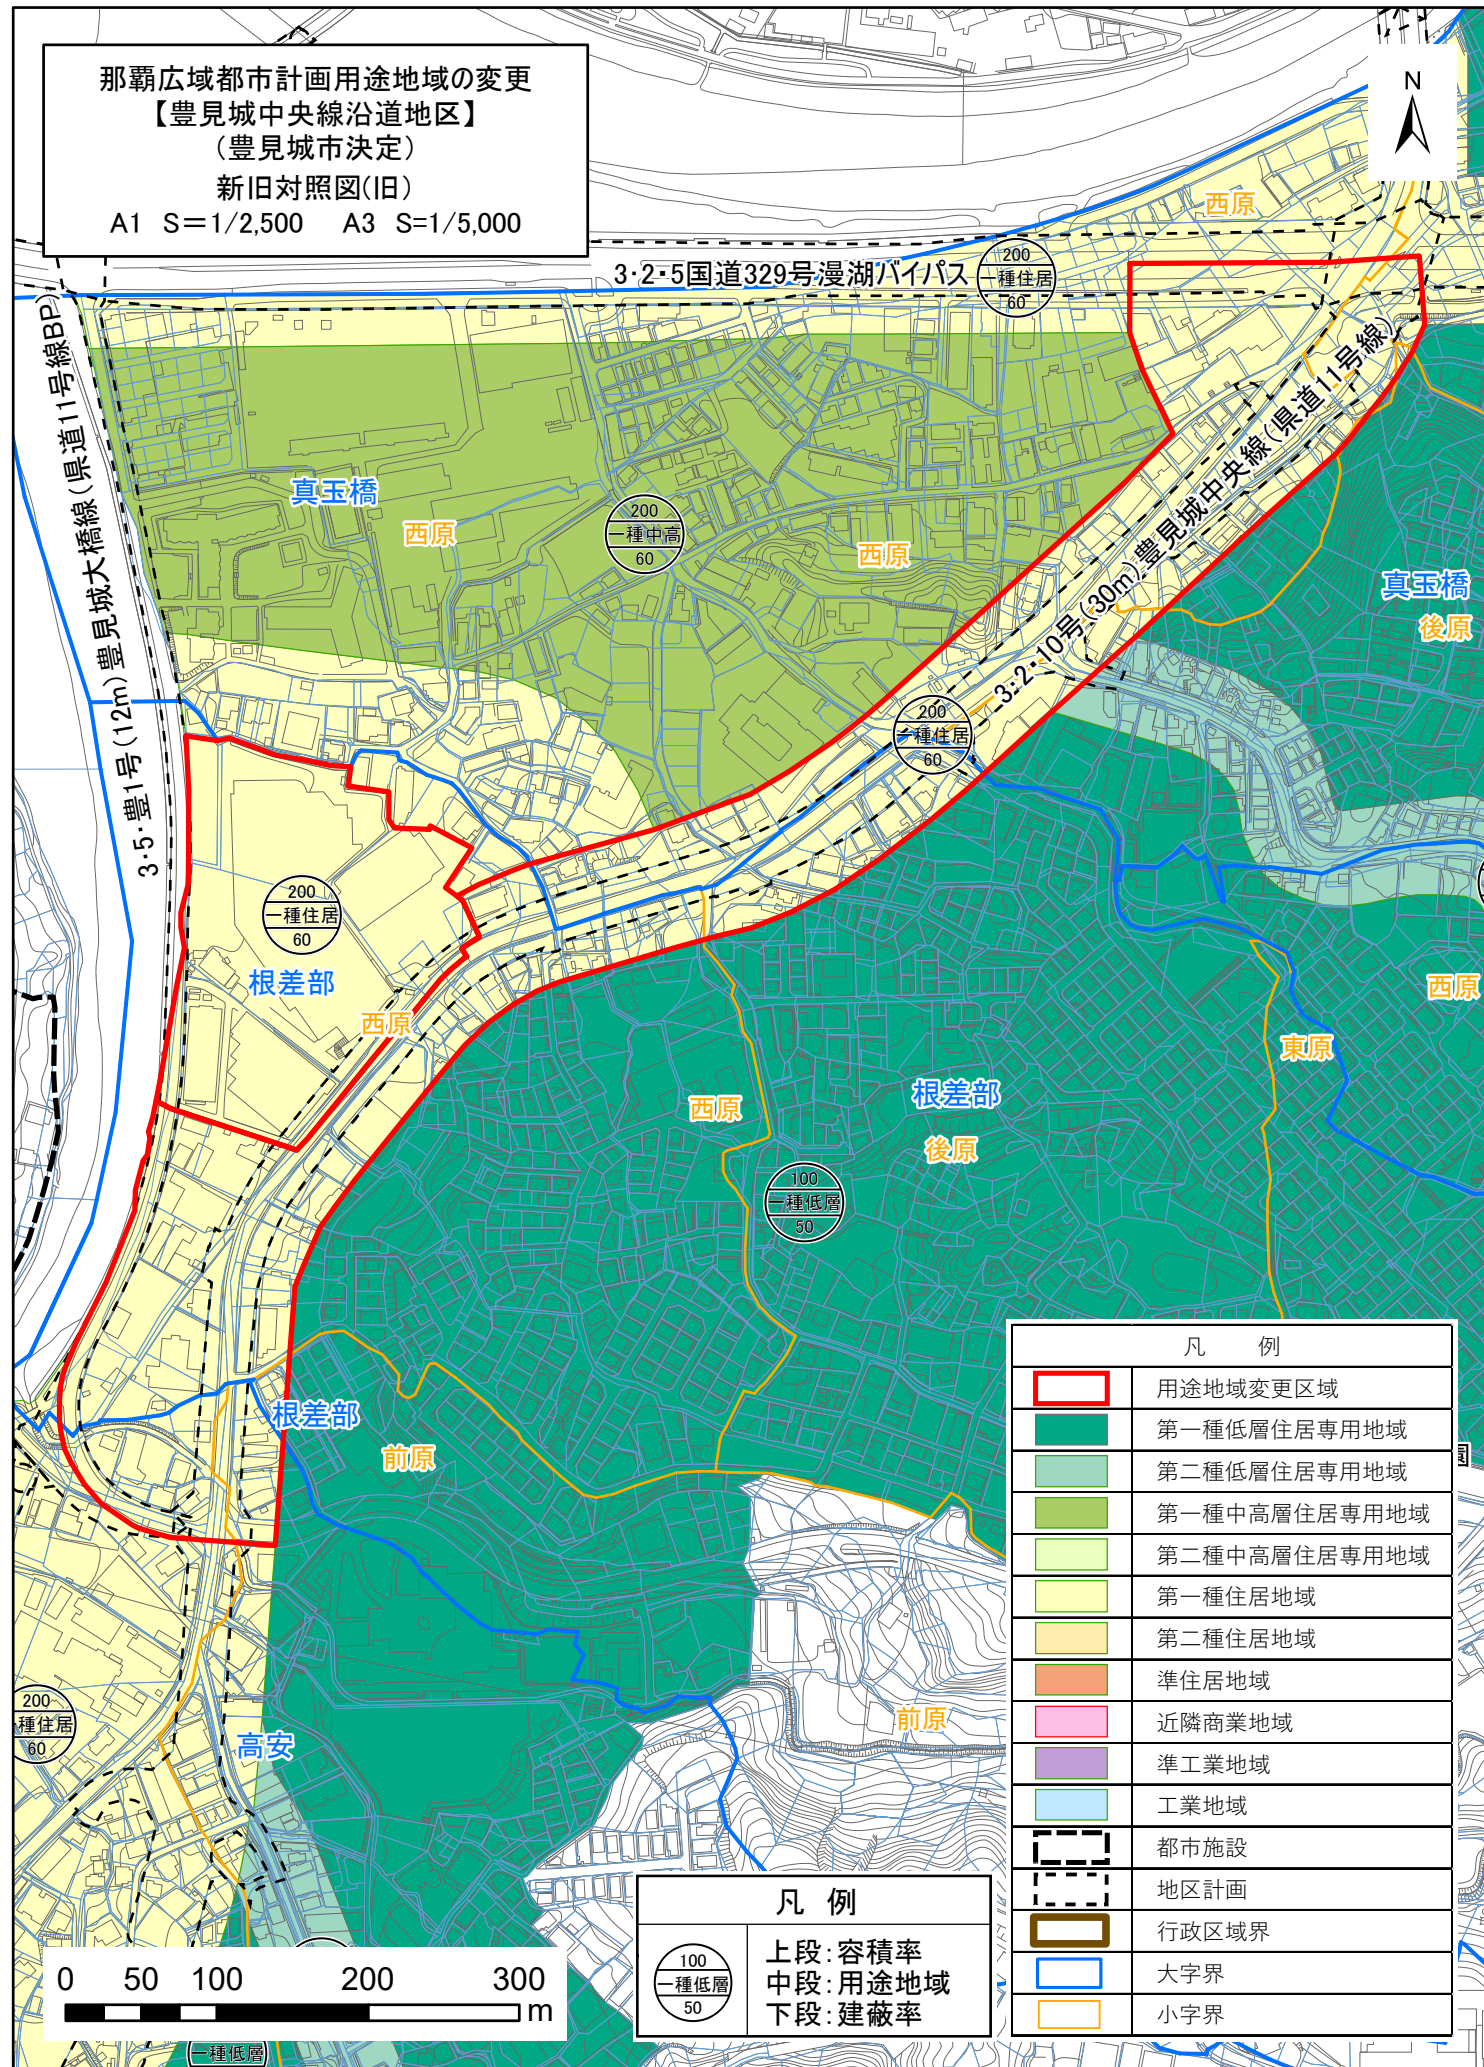 那覇広域都市計画用途地域の変更
【豊見城中央線沿道地区】
(豊見城市決定)
新旧対照図(旧)
A1 S=1/2,500 A3 S=1/5,000
N
西原
3・2・5国道329号漫湖バイパス
200
一種住居
60
3・5・豊1号(12m)豊見城大橋線(県道11号線BP)
3・2・10号(30m)豊見城中央線(県道11号線)
真玉橋
西原
200
一種中高
60
西原
真玉橋
後原
200
一種住居
60
200
一種住居
60
根差部
西原
西原
東原
西原
根差部
後原
100
一種低層
50
根差部
前原
前原
200
種住居
60
高安
一種低層
園
凡 例
用途地域変更区域
第一種低層住居専用地域
第二種低層住居専用地域
第一種中高層住居専用地域
第二種中高層住居専用地域
第一種住居地域
第二種住居地域
準住居地域
近隣商業地域
準工業地域
工業地域
都市施設
地区計画
行政区域界
大字界
小字界
凡 例
100
一種低層
50
上段:容積率
中段:用途地域
下段:建蔽率
0 50 100 200 300
m